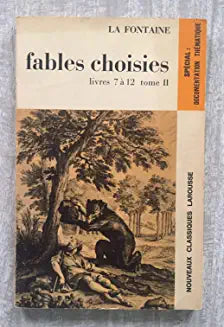 LA FONTAINE
fables choisies
livres 7 à 12 tome II
SPÉCIAL :
DOCUMENTATION THÉMATIQUE
NOUVEAUX CLASSIQUES LAROUSSE